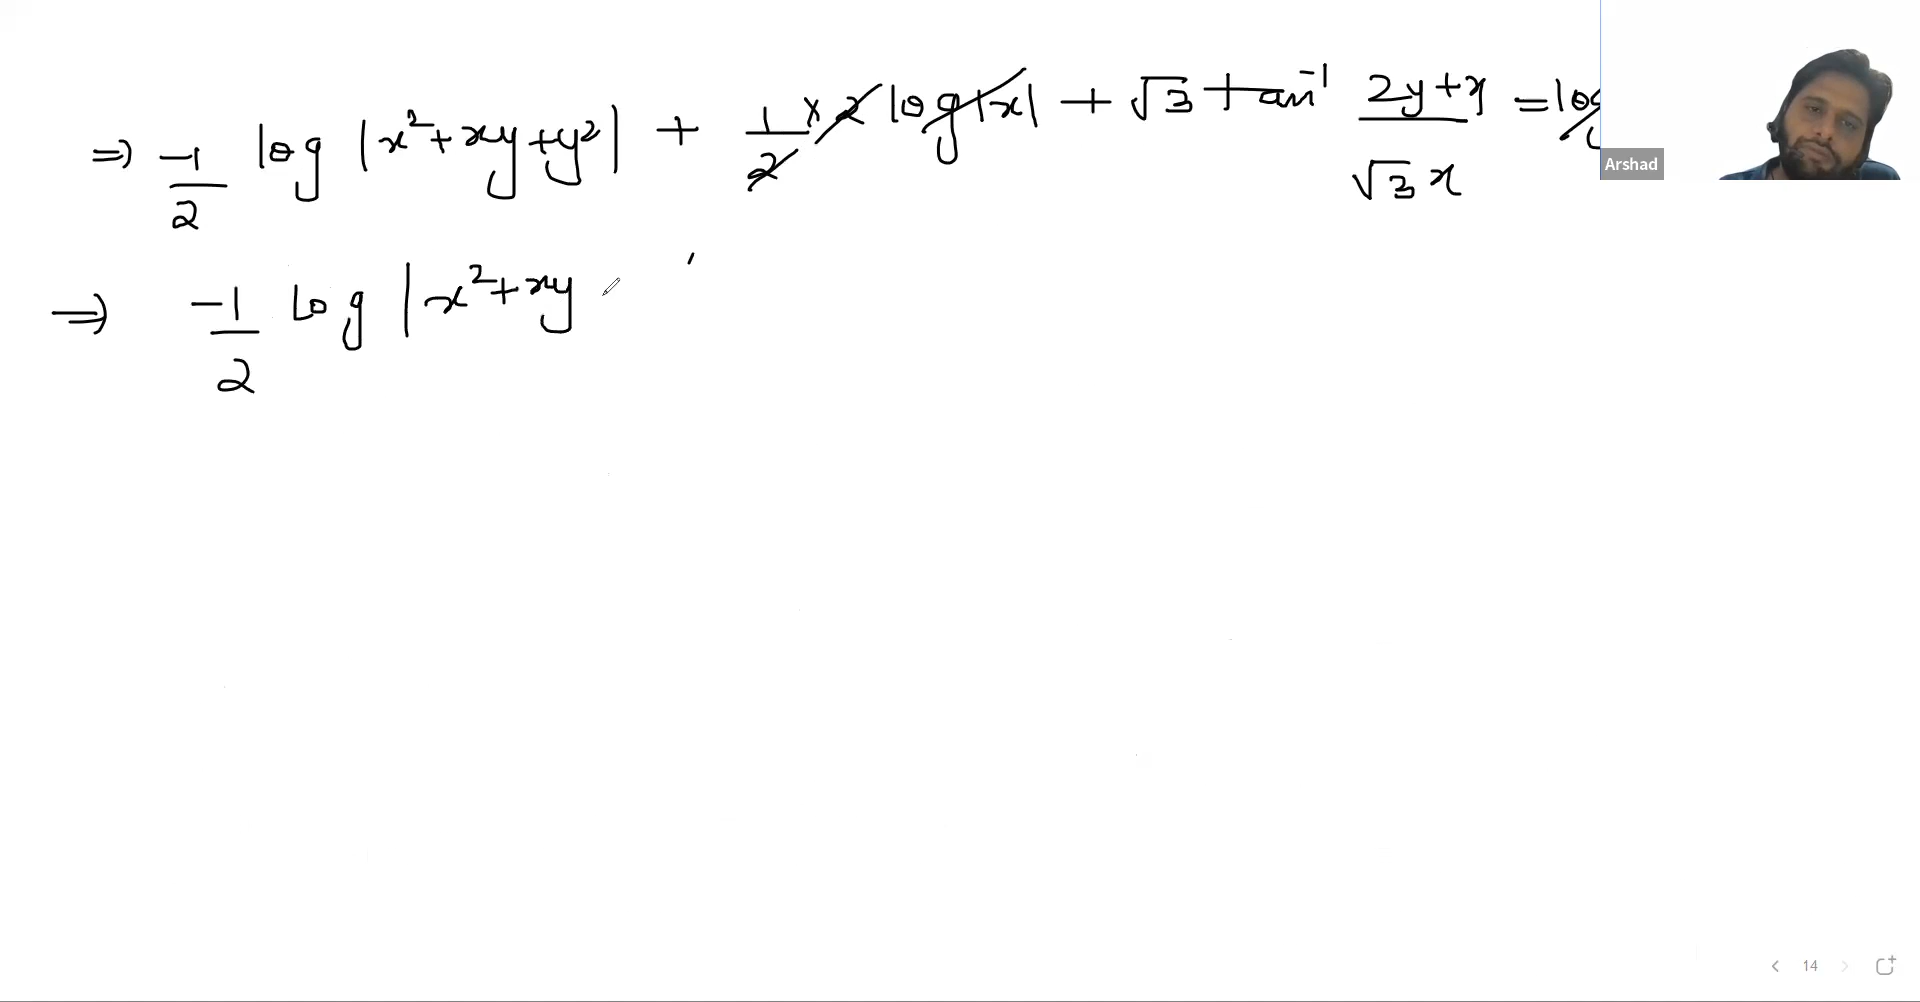 ⇒ -1/2 log |x²+xy+y²| + 1/2 × 2 log|x| + √3 tan⁻¹ (2y+x)/(√3 x) = log
Arshad
⇒ -1/2 log |x²+xy
14